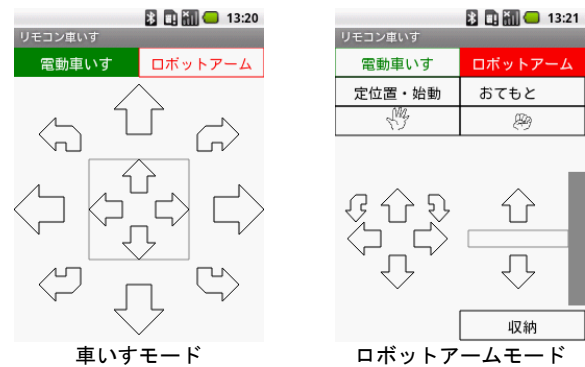 13:20
リモコン車いす
電動車いす ロボットアーム
車いすモード
13:21
リモコン車いす
電動車いす ロボットアーム
定位置・始動 おてもと
収納
ロボットアームモード